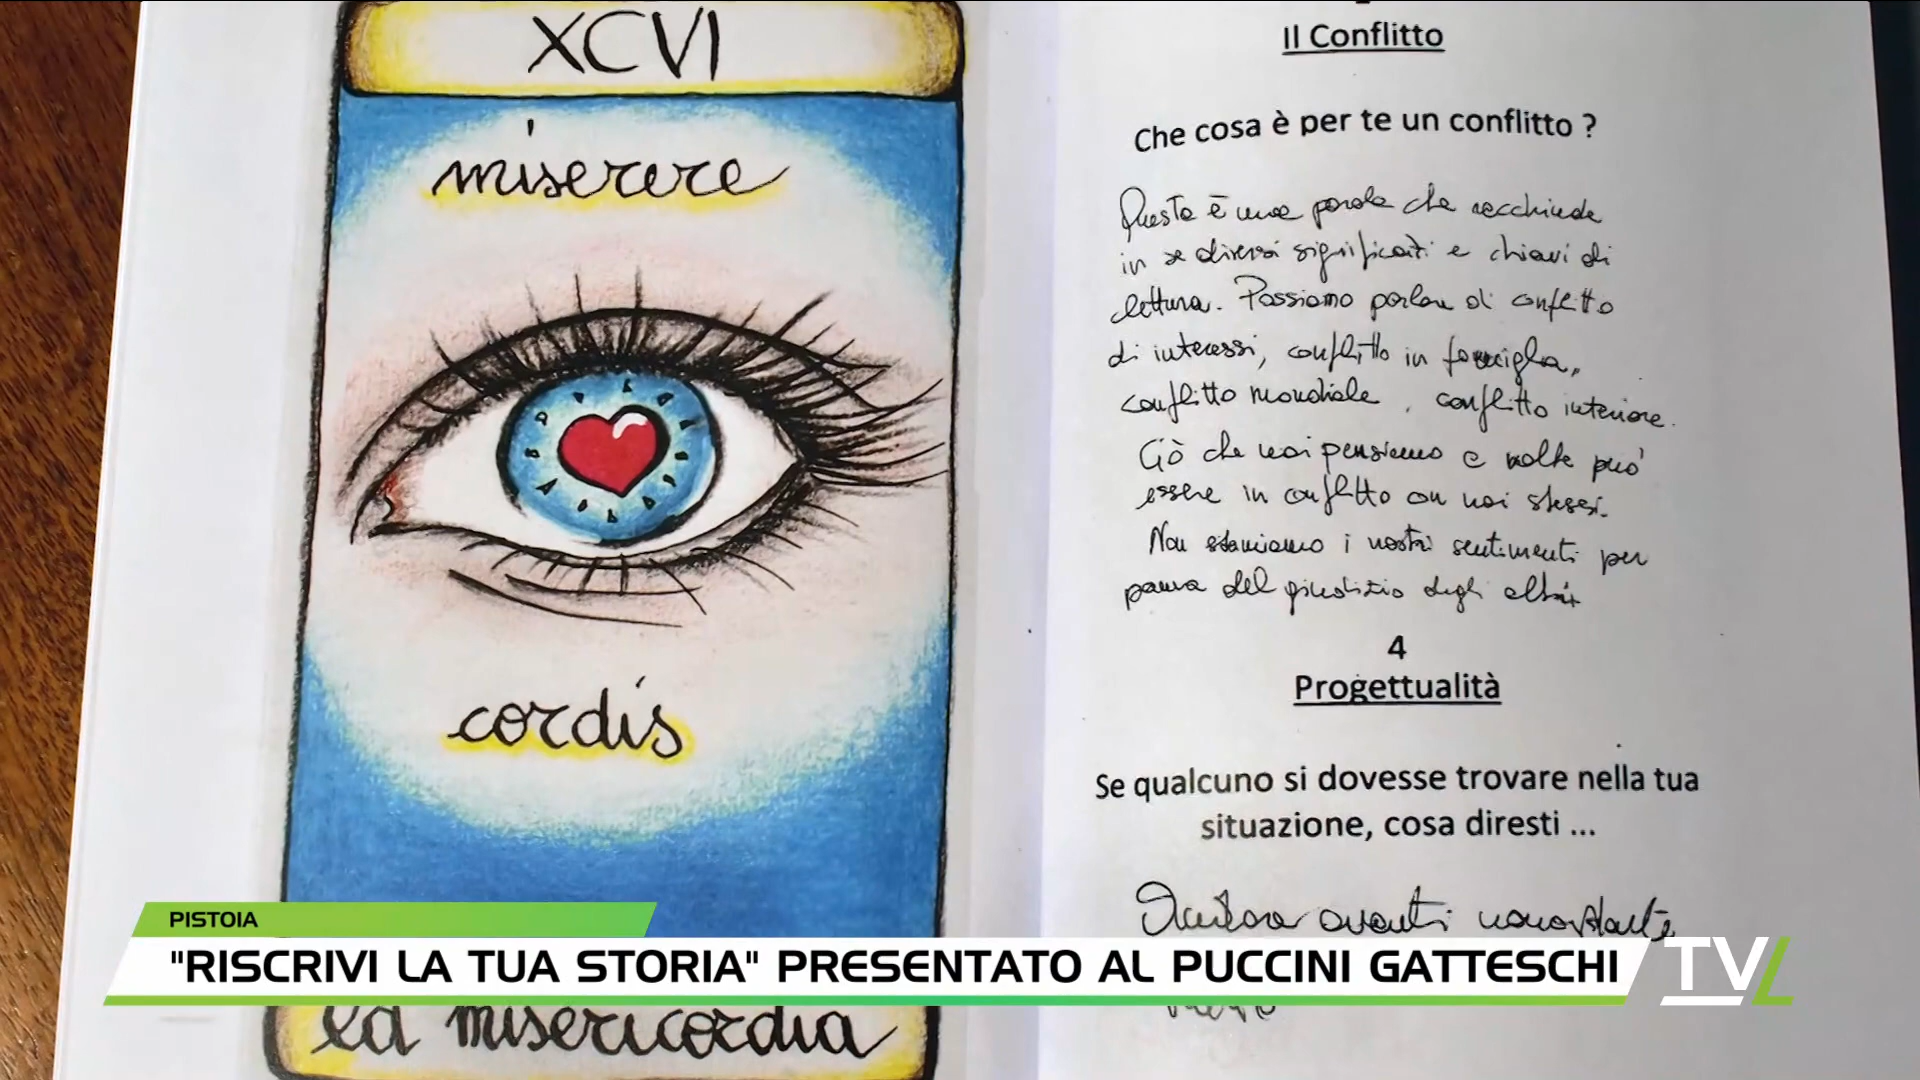 XCVI
miserere
cordis
la misericordia
Il Conflitto
Che cosa è per te un conflitto ?
Questa è una parola che racchiude
in se diversi significati e chiavi di
lettura. Possiamo parlare di conflitto
di interessi, conflitto in famiglia,
conflitto mondiale, conflitto interiore.
Ciò che noi pensiamo a volte può
essere in conflitto con noi stessi.
Non esterniamo i nostri sentimenti per
paura del giudizio degli altri
4
Progettualità
Se qualcuno si dovesse trovare nella tua
situazione, cosa diresti ...
avanti nonostante
PISTOIA
"RISCRIVI LA TUA STORIA" PRESENTATO AL PUCCINI GATTESCHI
TVL